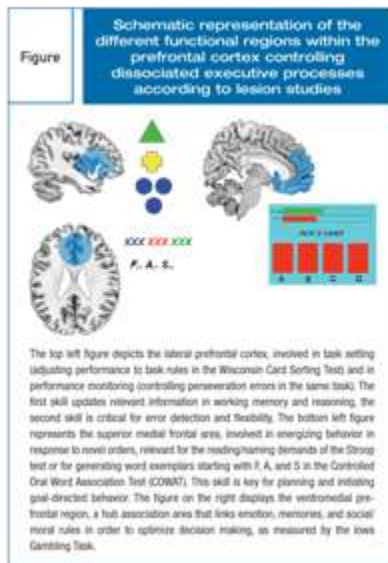 Figure
Schematic representation of the
different functional regions within the
prefrontal cortex controlling
dissociated executive processes
according to lesion studies
XXX XXX XXX
F., A., S.,
PICK A CARD!
A B C D
The top left figure depicts the lateral prefrontal cortex, involved in task setting
(adjusting performance to task rules in the Wisconsin Card Sorting Test) and in
performance monitoring (controlling perseveration errors in the same task). The
first skill updates relevant information in working memory and reasoning, the
second skill is critical for error detection and flexibility. The bottom left figure
represents the superior medial frontal area, involved in energizing behavior in
response to novel orders, relevant for the reading/naming demands of the Stroop
test or for generating word exemplars starting with F, A, and S in the Controlled
Oral Word Association Test (COWAT). This skill is key for planning and initiating
goal-directed behavior. The figure on the right displays the ventromedial pre-
frontal region, a hub association area that links emotion, memories, and social/
moral rules in order to optimize decision making, as measured by the Iowa
Gambling Task.